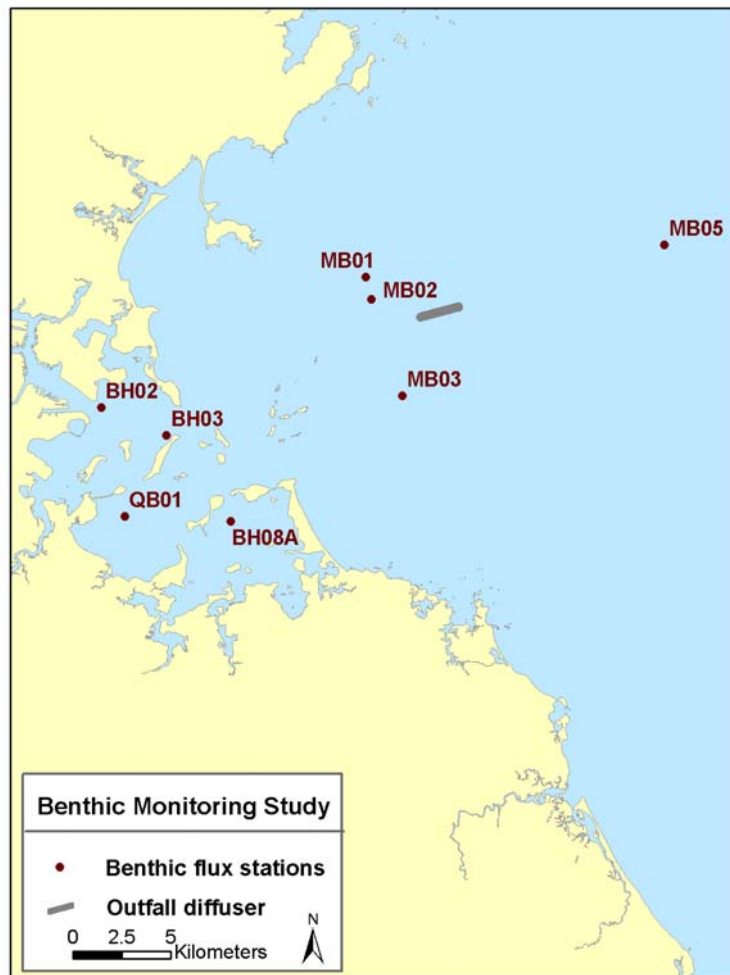 MB05
MB01
MB02
MB03
BH02
BH03
QB01
BH08A
Benthic Monitoring Study
Benthic flux stations
Outfall diffuser
N
0 2.5 5
Kilometers